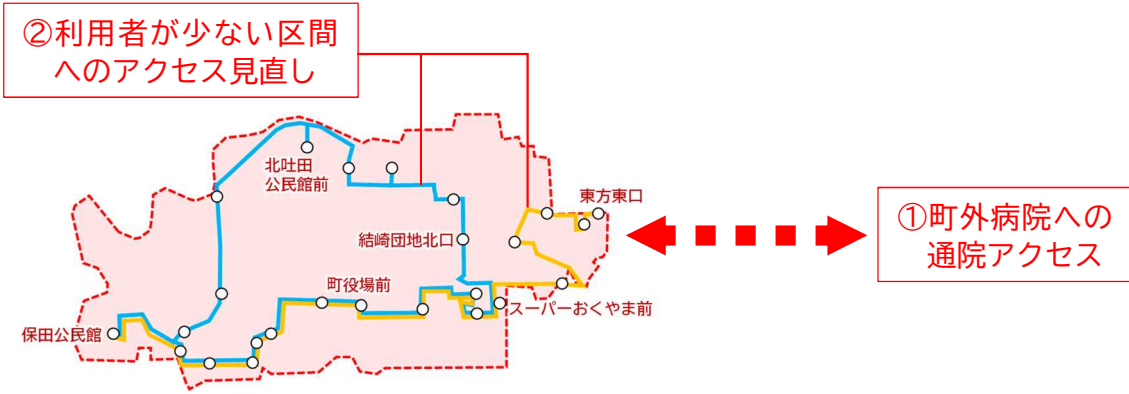 ②利用者が少ない区間
へのアクセス見直し
北吐田
公民館前
東方東口
①町外病院への
通院アクセス
結崎団地北口
町役場前
スーパーおくやま前
保田公民館